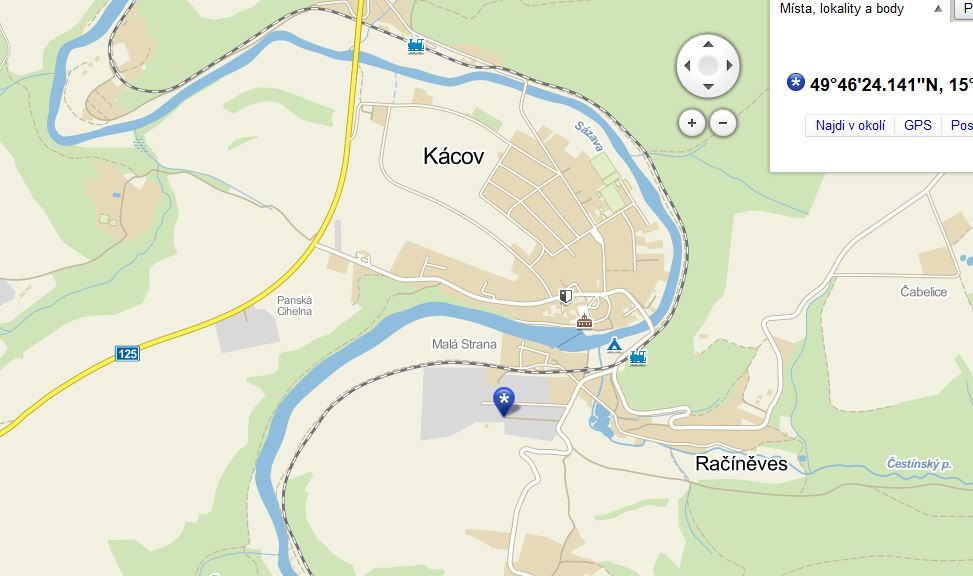 Místa, lokality a body
P
49°46'24.141"N, 15°
Najdi v okolí GPS Pos
Sázava
Kácov
Čabelice
Panská
Cihelna
Malá Strana
125
Račíněves
Čestínský p.